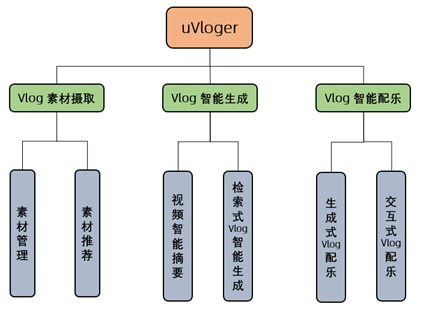 uVloger
Vlog 素材摄取
Vlog 智能生成
Vlog 智能配乐
素材管理
素材推荐
视频智能摘要
检索式Vlog智能生成
生成式Vlog配乐
交互式Vlog配乐